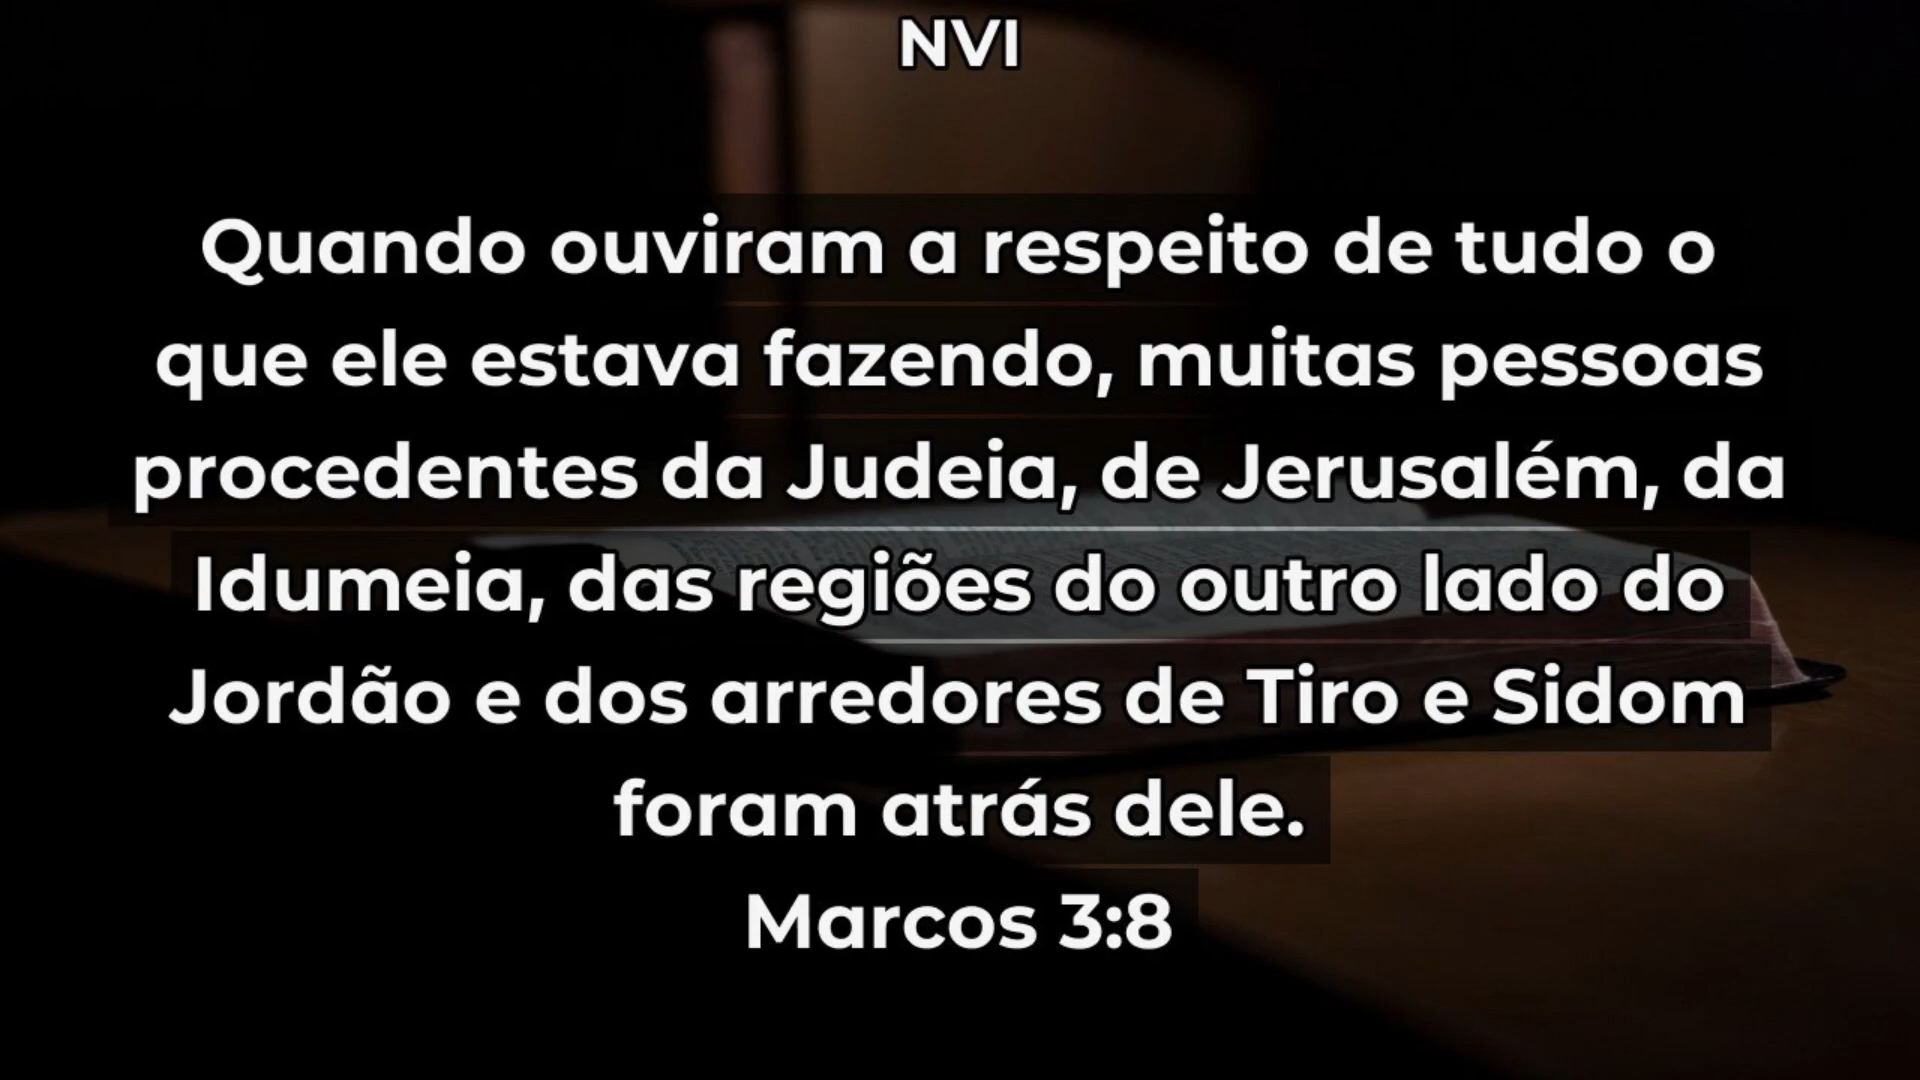 NVI
Quando ouviram a respeito de tudo o
que ele estava fazendo, muitas pessoas
procedentes da Judeia, de Jerusalém, da
Idumeia, das regiões do outro lado do
Jordão e dos arredores de Tiro e Sidom
foram atrás dele.
Marcos 3:8